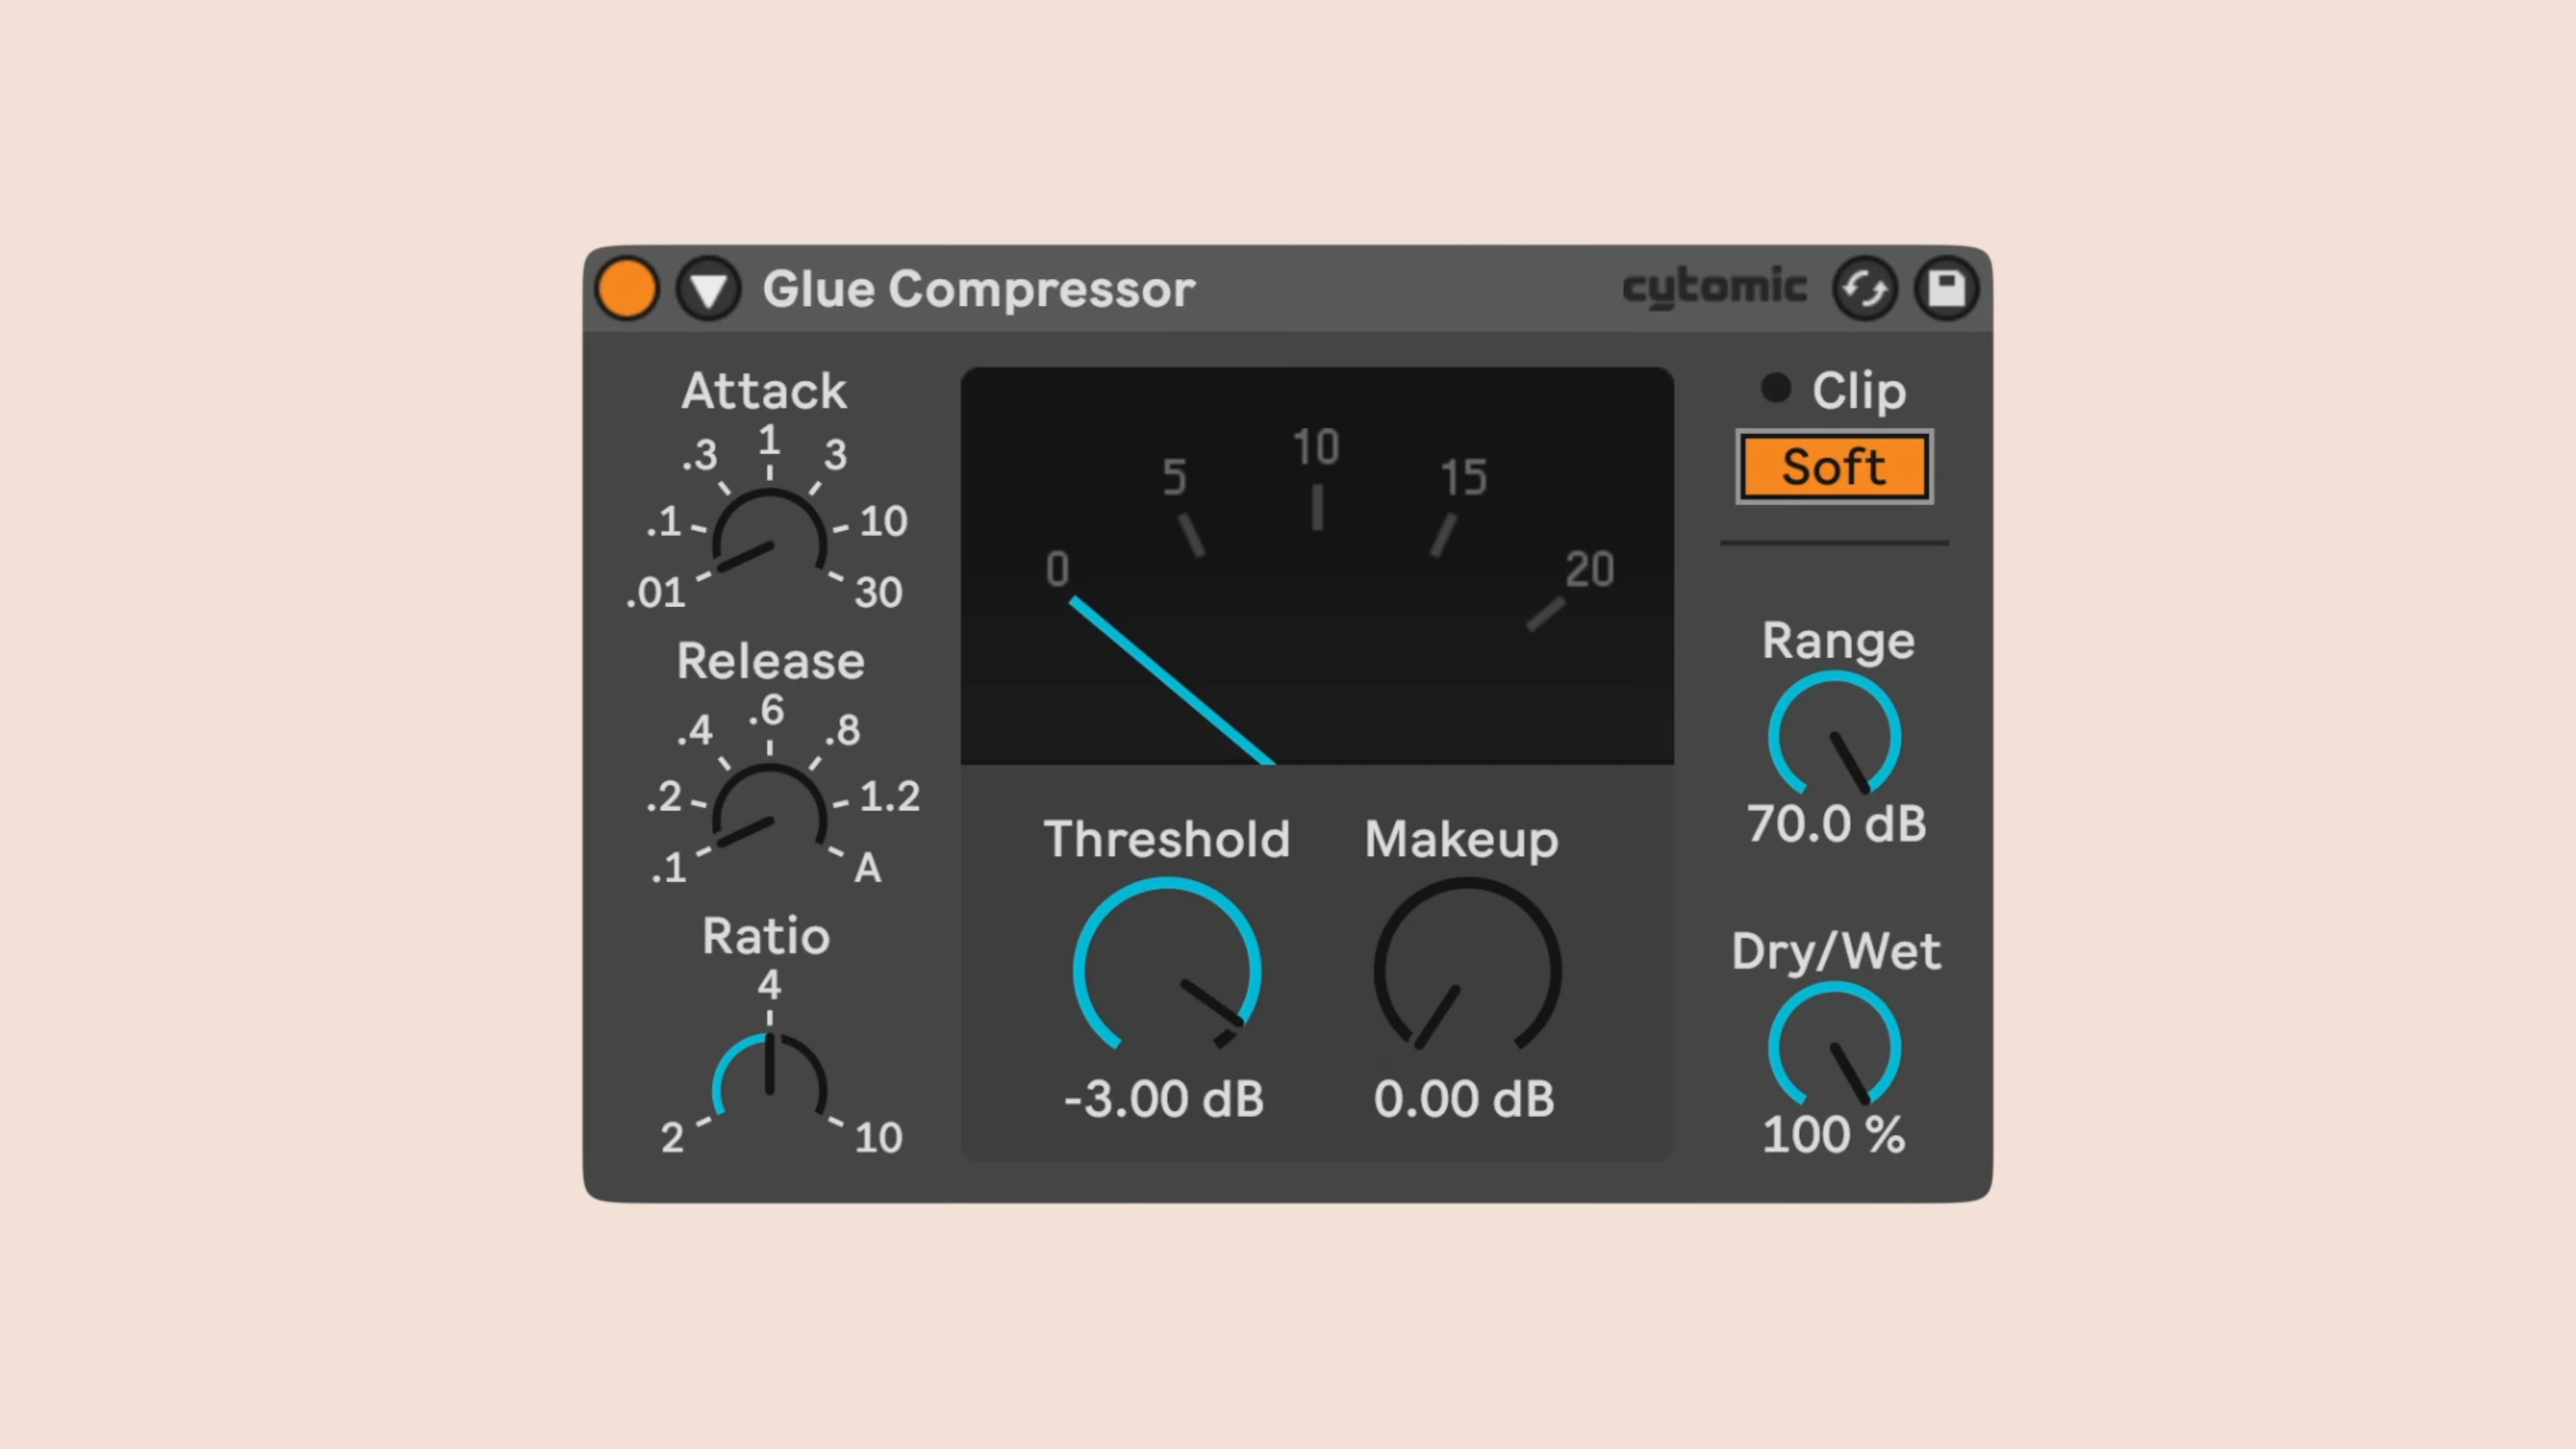 Glue Compressor
cytomic
Attack
.01
.1
.3
1
3
10
30
Release
.1
.2
.4
.6
.8
1.2
A
Ratio
2
4
10
0
5
10
15
20
Threshold
-3.00 dB
Makeup
0.00 dB
Clip
Soft
Range
70.0 dB
Dry/Wet
100 %